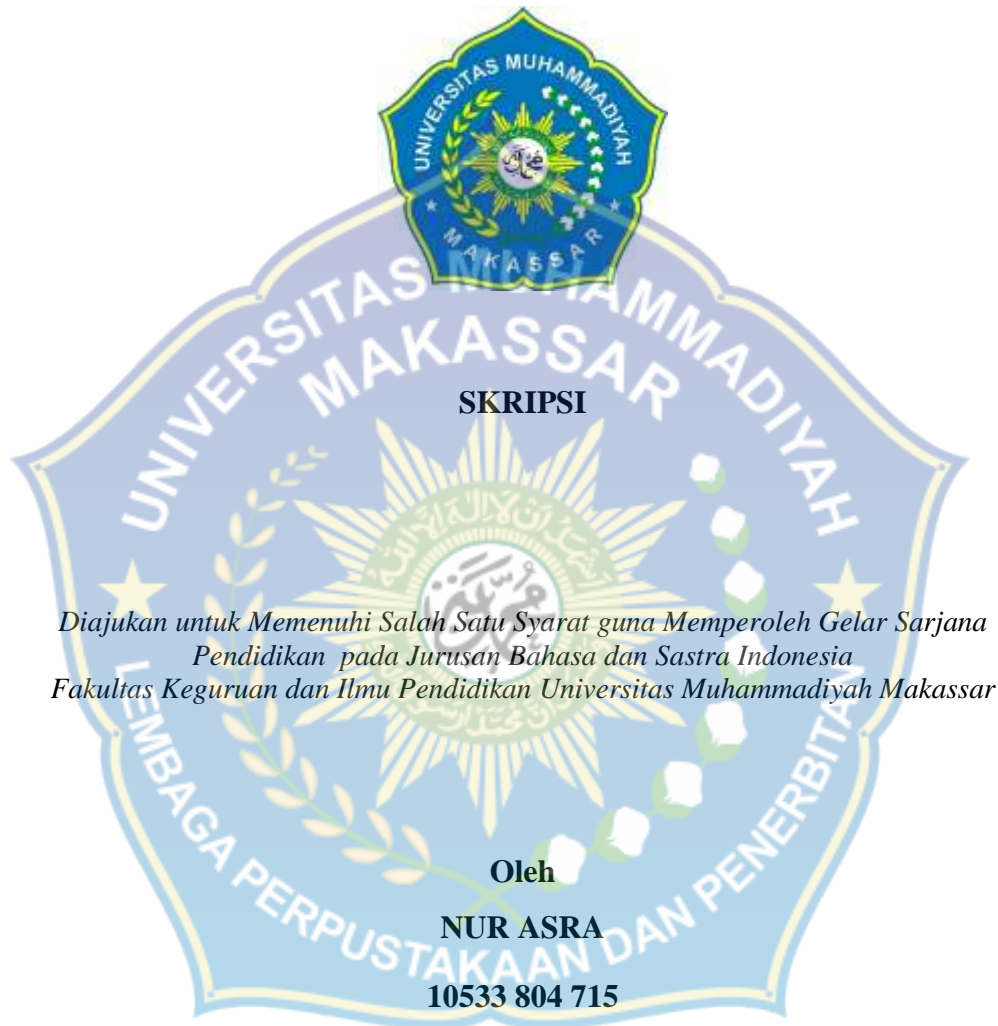 UNIVERSITAS MUHAMMADIYAH
MAKASSAR
UNIVERSITAS MUHAMMADIYAH
MAKASSAR
SKRIPSI
Diajukan untuk Memenuhi Salah Satu Syarat guna Memperoleh Gelar Sarjana
Pendidikan pada Jurusan Bahasa dan Sastra Indonesia
Fakultas Keguruan dan Ilmu Pendidikan Universitas Muhammadiyah Makassar
LEMBAGA PERPUSTAKAAN DAN PENERBITAN
Oleh
NUR ASRA
10533 804 715